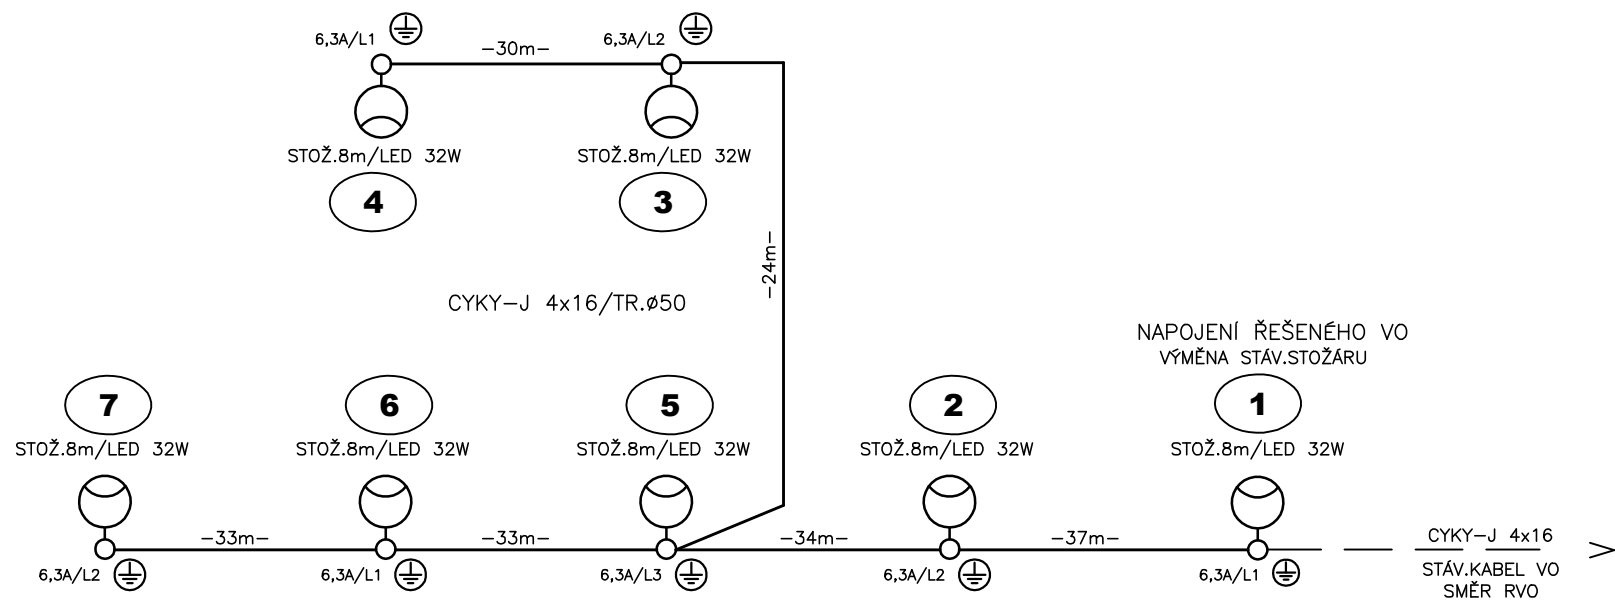 6,3A/L1
6,3A/L2
-30m-
STOŽ.8m/LED 32W
STOŽ.8m/LED 32W
4
3
-24m-
CYKY-J 4x16/TR.ø50
NAPOJENÍ ŘEŠENÉHO VO
VÝMĚNA STÁV.STOŽÁRU
7
6
5
2
1
STOŽ.8m/LED 32W
STOŽ.8m/LED 32W
STOŽ.8m/LED 32W
STOŽ.8m/LED 32W
STOŽ.8m/LED 32W
-33m-
-33m-
-34m-
-37m-
CYKY-J 4x16
6,3A/L2
6,3A/L1
6,3A/L3
6,3A/L2
6,3A/L1
STÁV.KABEL VO
SMĚR RVO